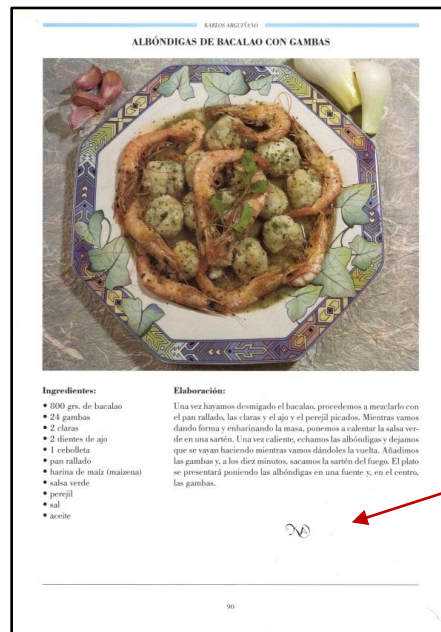 KARLOS ARGUIÑANO
ALBÓNDIGAS DE BACALAO CON GAMBAS
Ingredientes:
• 800 grs. de bacalao
• 24 gambas
• 2 claras
• 2 dientes de ajo
• 1 cebolleta
• pan rallado
• harina de maíz (maizena)
• salsa verde
• perejil
• sal
• aceite
Elaboración:
Una vez hayamos desmigado el bacalao, procedemos a mezclarlo con
el pan rallado, las claras y el ajo y el perejil picados. Mientras vamos
dando forma y enharinando la masa, ponemos a calentar la salsa ver-
de en una sartén. Una vez caliente, echamos las albóndigas y dejamos
que se vayan haciendo mientras vamos dándoles la vuelta. Añadimos
las gambas y, a los diez minutos, sacamos la sartén del fuego. El plato
se presentará poniendo las albóndigas en una fuente y, en el centro,
las gambas.
90